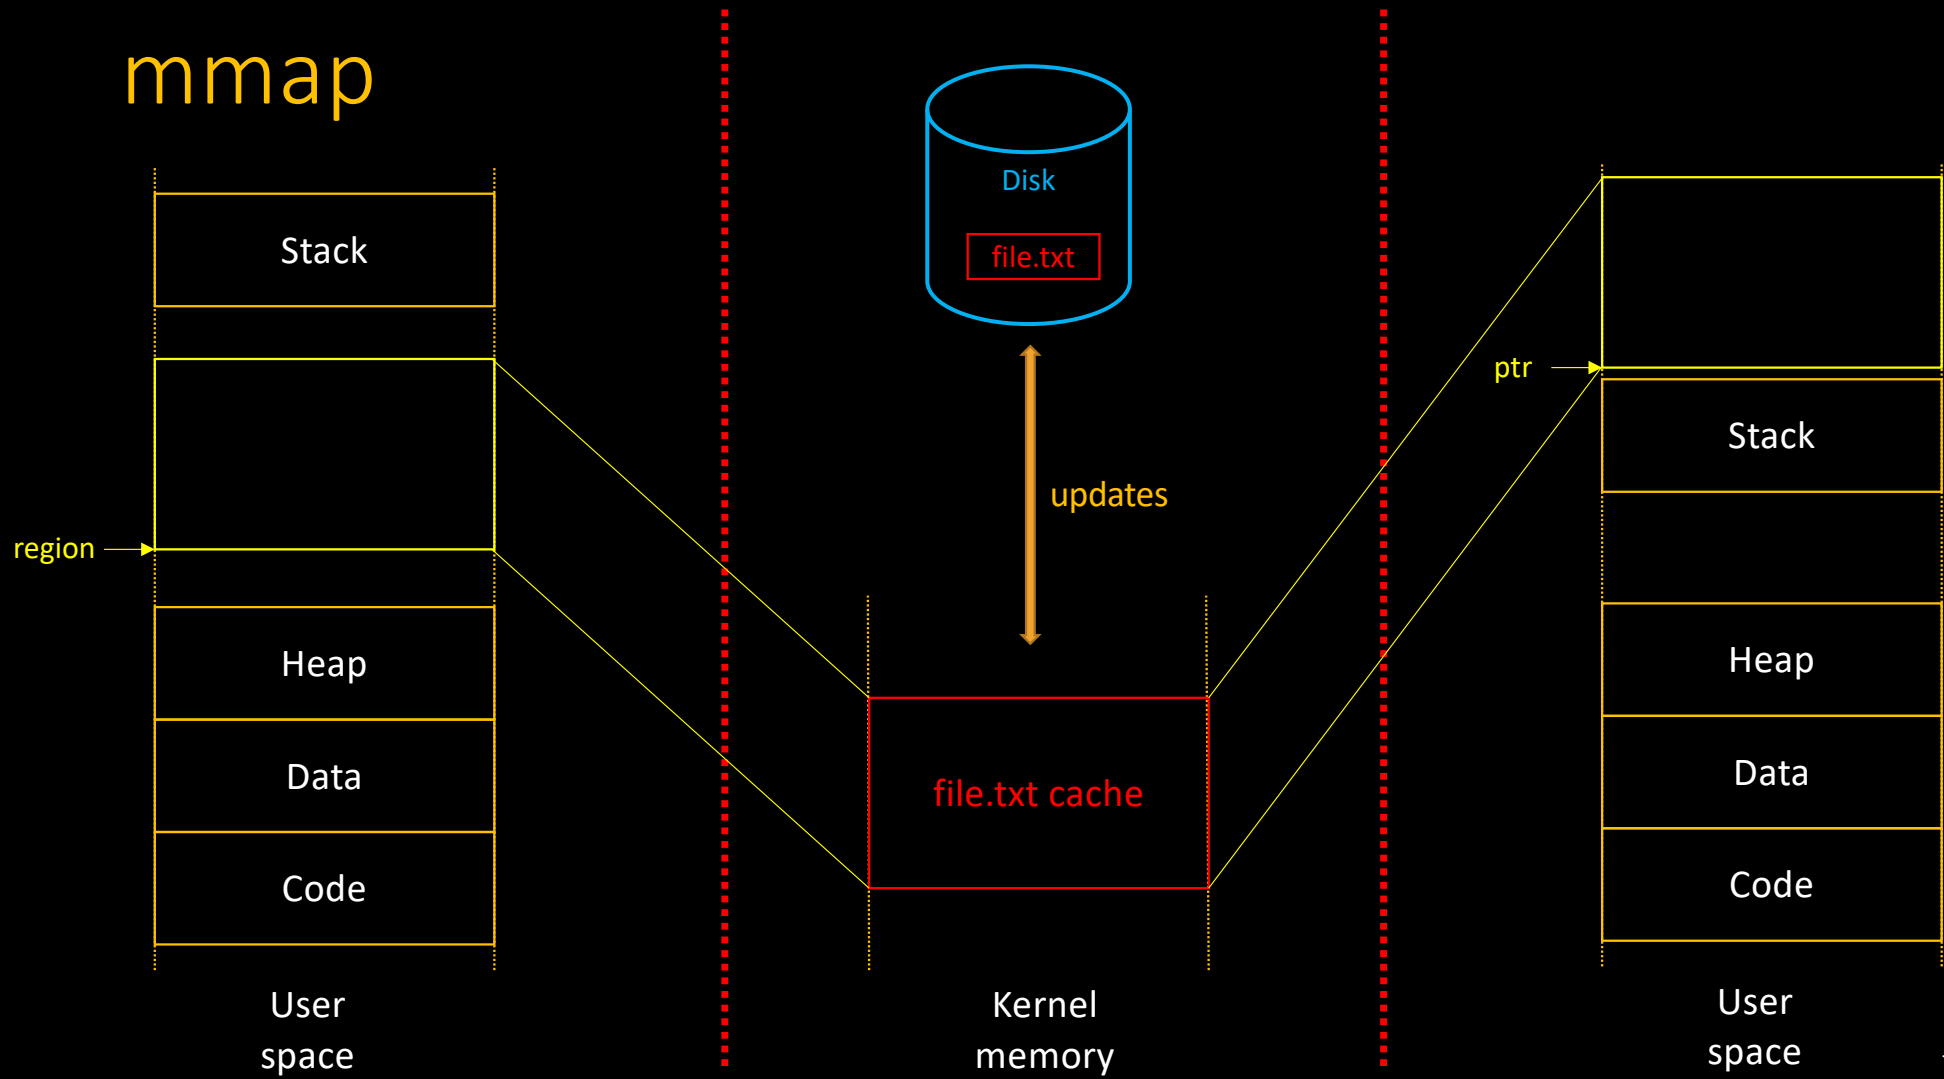 mmap
Stack
region
Heap
Data
Code
User
space
Disk
file.txt
updates
file.txt cache
Kernel
memory
ptr
Stack
Heap
Data
Code
User
space